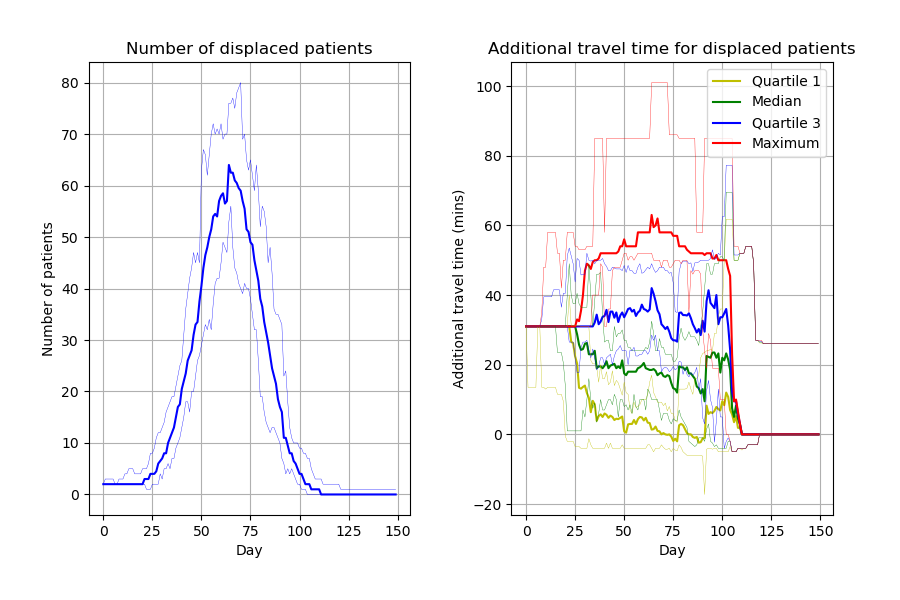 Number of displaced patients
Number of patients
80
70
60
50
40
30
20
10
0
0 25 50 75 100 125 150
Day
Additional travel time for displaced patients
Additional travel time (mins)
100
80
60
40
20
0
−20
0 25 50 75 100 125 150
Day
Quartile 1
Median
Quartile 3
Maximum